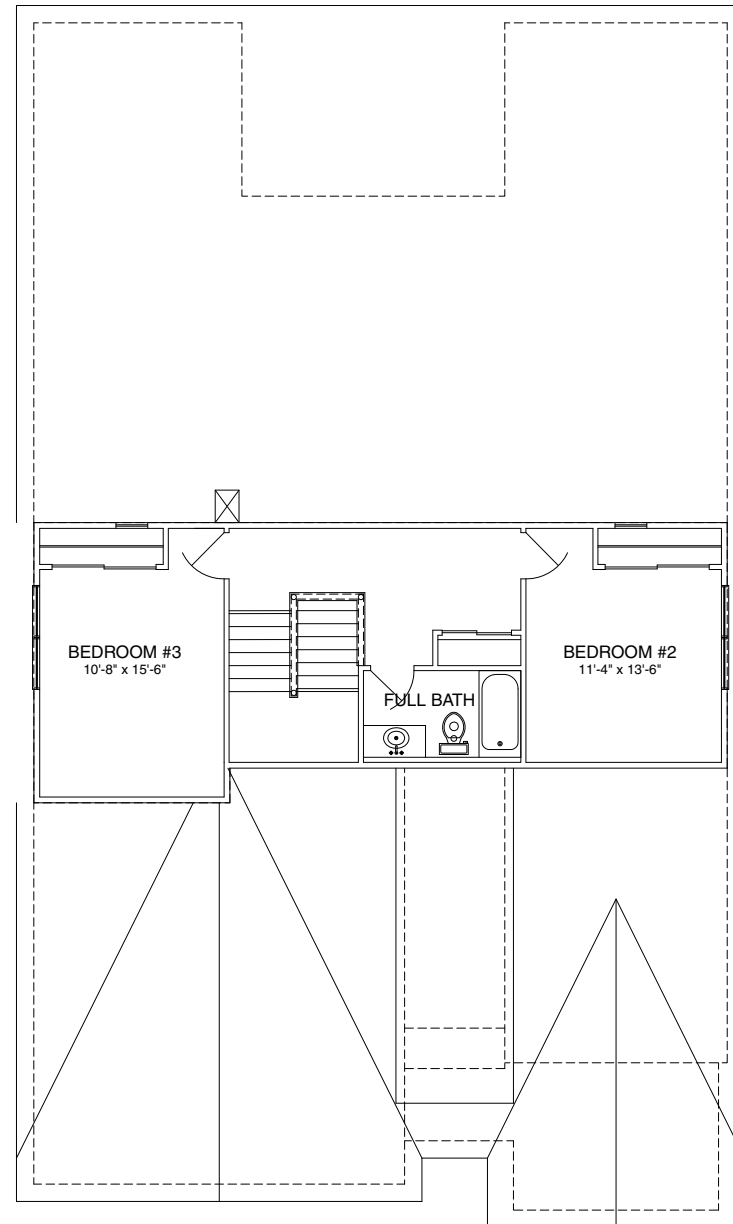 BEDROOM #3
10'-8" x 15'-6"
BEDROOM #2
11'-4" x 13'-6"
FULL BATH